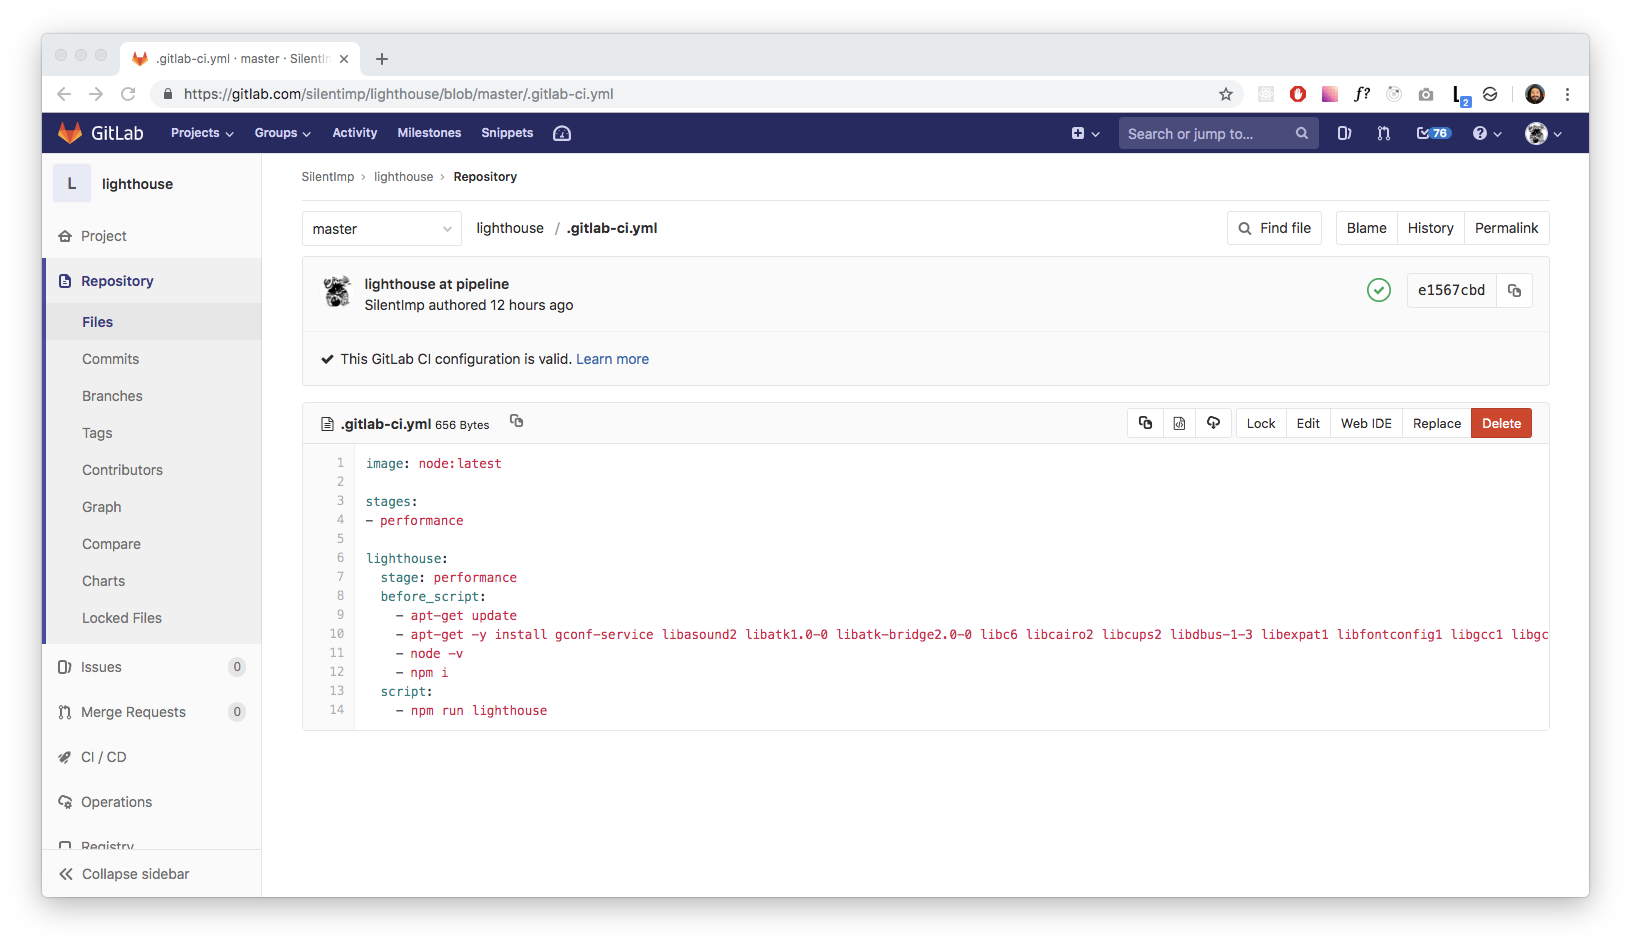 .gitlab-ci.yml · master · SilentIm
https://gitlab.com/silentimp/lighthouse/blob/master/.gitlab-ci.yml
f?
2
GitLab Projects Groups Activity Milestones Snippets Search or jump to... 76
L lighthouse
SilentImp › lighthouse › Repository
Project
master
lighthouse / .gitlab-ci.yml
Find file Blame History Permalink
Repository
lighthouse at pipeline
SilentImp authored 12 hours ago
e1567cbd
Files
Commits
This GitLab CI configuration is valid. Learn more
Branches
Tags
.gitlab-ci.yml 656 Bytes
Lock Edit Web IDE Replace Delete
Contributors
Graph
Compare
Charts
Locked Files
Issues 0
Merge Requests 0
CI / CD
Operations
Registry
Collapse sidebar
1 image: node:latest
2
3 stages:
4 - performance
5
6 lighthouse:
7 stage: performance
8 before_script:
9 - apt-get update
10 - apt-get -y install gconf-service libasound2 libatk1.0-0 libatk-bridge2.0-0 libc6 libcairo2 libcups2 libdbus-1-3 libexpat1 libfontconfig1 libgcc1 libgc
11 - node -v
12 - npm i
13 script:
14 - npm run lighthouse